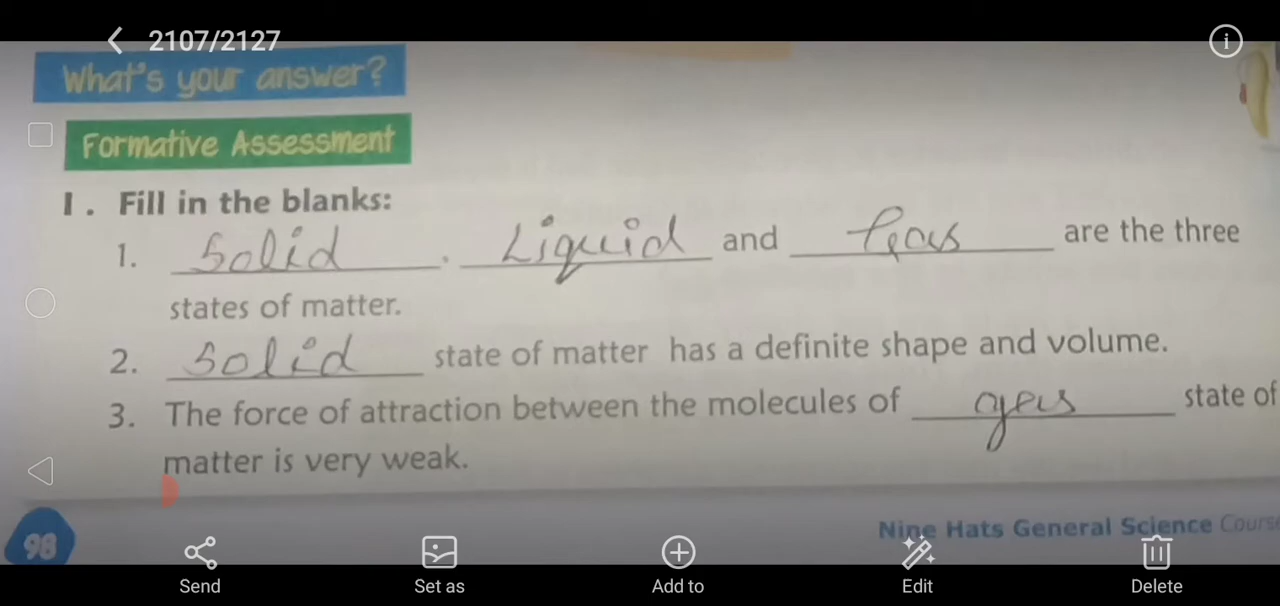 2107/2127
What's your answer?
Formative Assessment
I. Fill in the blanks:
1. Solid. Liquid and Gas are the three
states of matter.
2. Solid state of matter has a definite shape and volume.
3. The force of attraction between the molecules of gas state of
matter is very weak.
98 Nine Hats General Science
Send Set as Add to Edit Delete